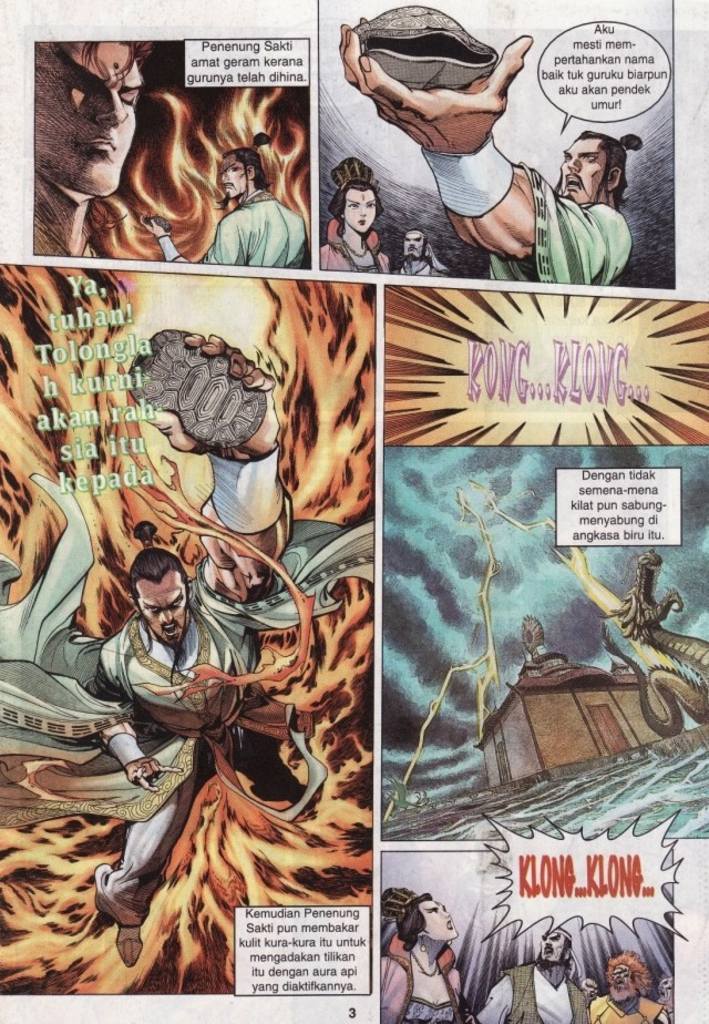 Penenung Sakti
amat geram kerana
gurunya telah dihina.
Aku
mesti mem-
pertahankan nama
baik tuk guruku biarpun
aku akan pendek
umur!
Ya,
tuhan!
Tolongla
h kurni-
akan rah-
sia itu
kepada
KONG...KLONG...
Dengan tidak
semena-mena
kilat pun sabung-
menyabung di
angkasa biru itu.
Kemudian Penenung
Sakti pun membakar
kulit kura-kura itu untuk
mengadakan tilikan
itu dengan aura api
yang diaktifkannya.
KLONG...KLONG...
3